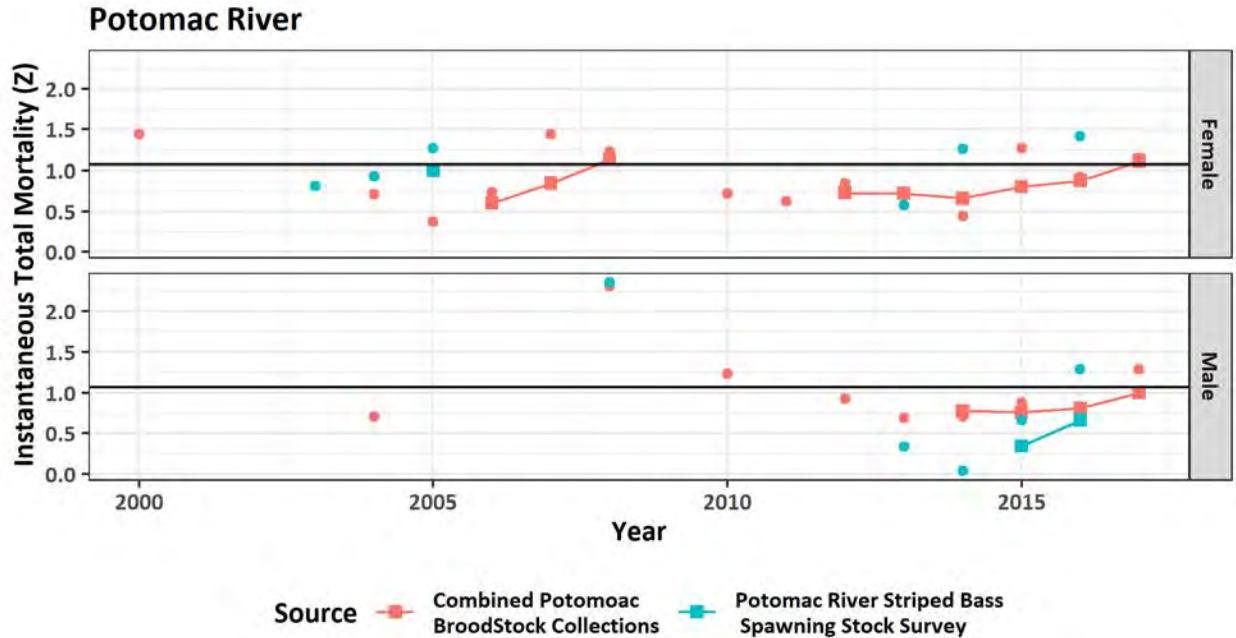 Potomac River
Instantaneous Total Mortality (Z)
2.0
1.5
1.0
0.5
0.0
Female
2.0
1.5
1.0
0.5
0.0
Male
2000 2005 2010 2015
Year
Source
Combined Potomoac
BroodStock Collections
Potomac River Striped Bass
Spawning Stock Survey